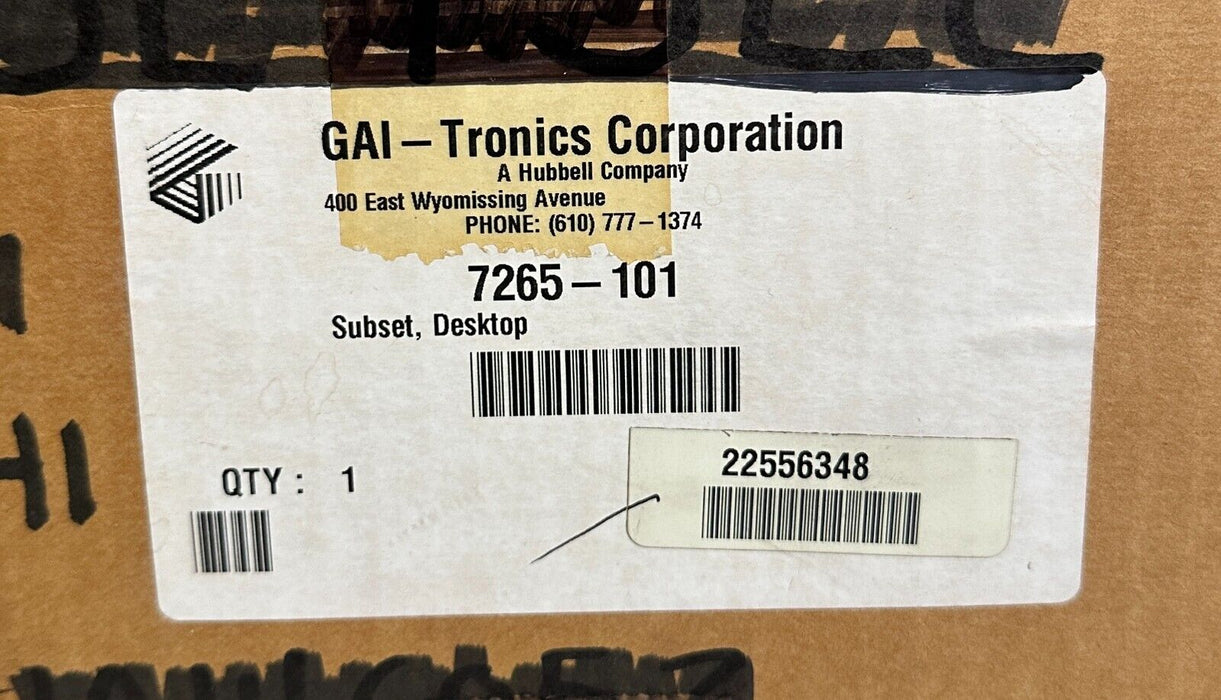 GAI-Tronics Corporation
A Hubbell Company
400 East Wyomissing Avenue
PHONE: (610) 777-1374
7265-101
Subset, Desktop
22556348
QTY: 1